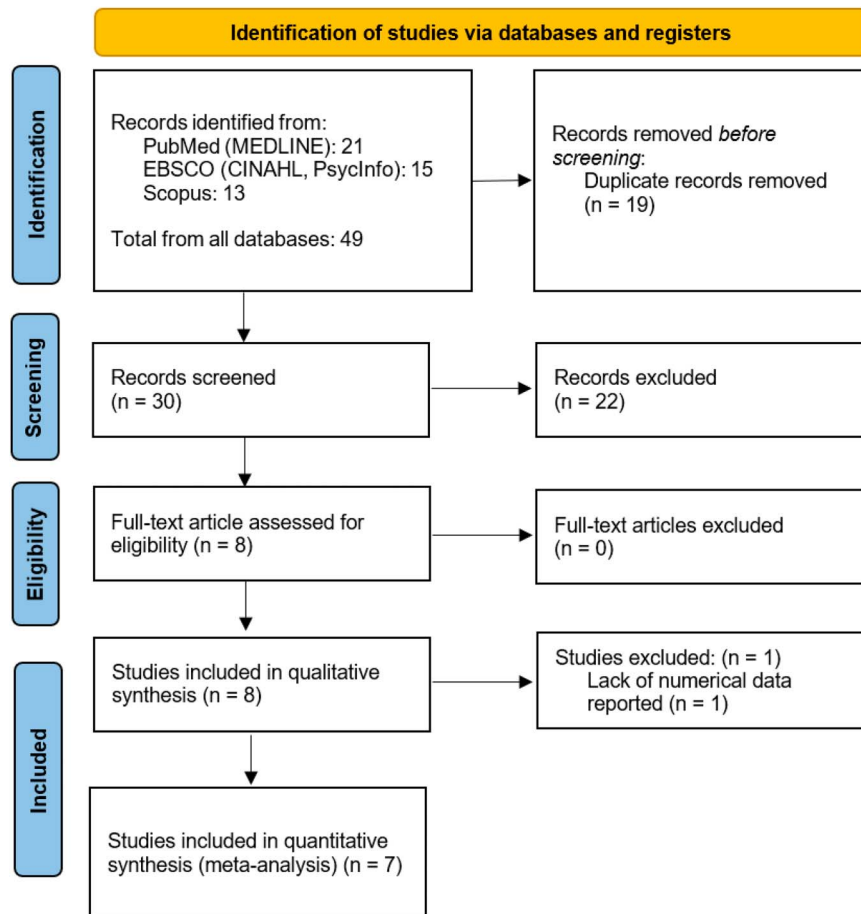 Identification of studies via databases and registers
Identification
Records identified from:
PubMed (MEDLINE): 21
EBSCO (CINAHL, PsycInfo): 15
Scopus: 13
Total from all databases: 49
Records removed before
screening:
Duplicate records removed
(n = 19)
Screening
Records screened
(n = 30)
Records excluded
(n = 22)
Eligibility
Full-text article assessed for
eligibility (n = 8)
Full-text articles excluded
(n = 0)
Included
Studies included in qualitative
synthesis (n = 8)
Studies excluded: (n = 1)
Lack of numerical data
reported (n = 1)
Studies included in quantitative
synthesis (meta-analysis) (n = 7)